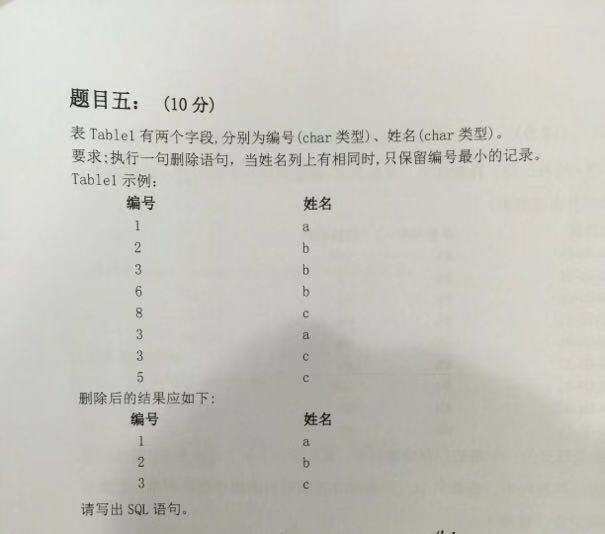 题目五：（10 分）
表 Table1 有两个字段,分别为编号(char 类型)、姓名(char 类型)。
要求:执行一句删除语句，当姓名列上有相同时,只保留编号最小的记录。
Table1 示例:
编号 姓名
1 a
2 b
3 b
6 b
8 c
3 a
3 c
5 c
删除后的结果应如下:
编号 姓名
1 a
2 b
3 c
请写出 SQL 语句。